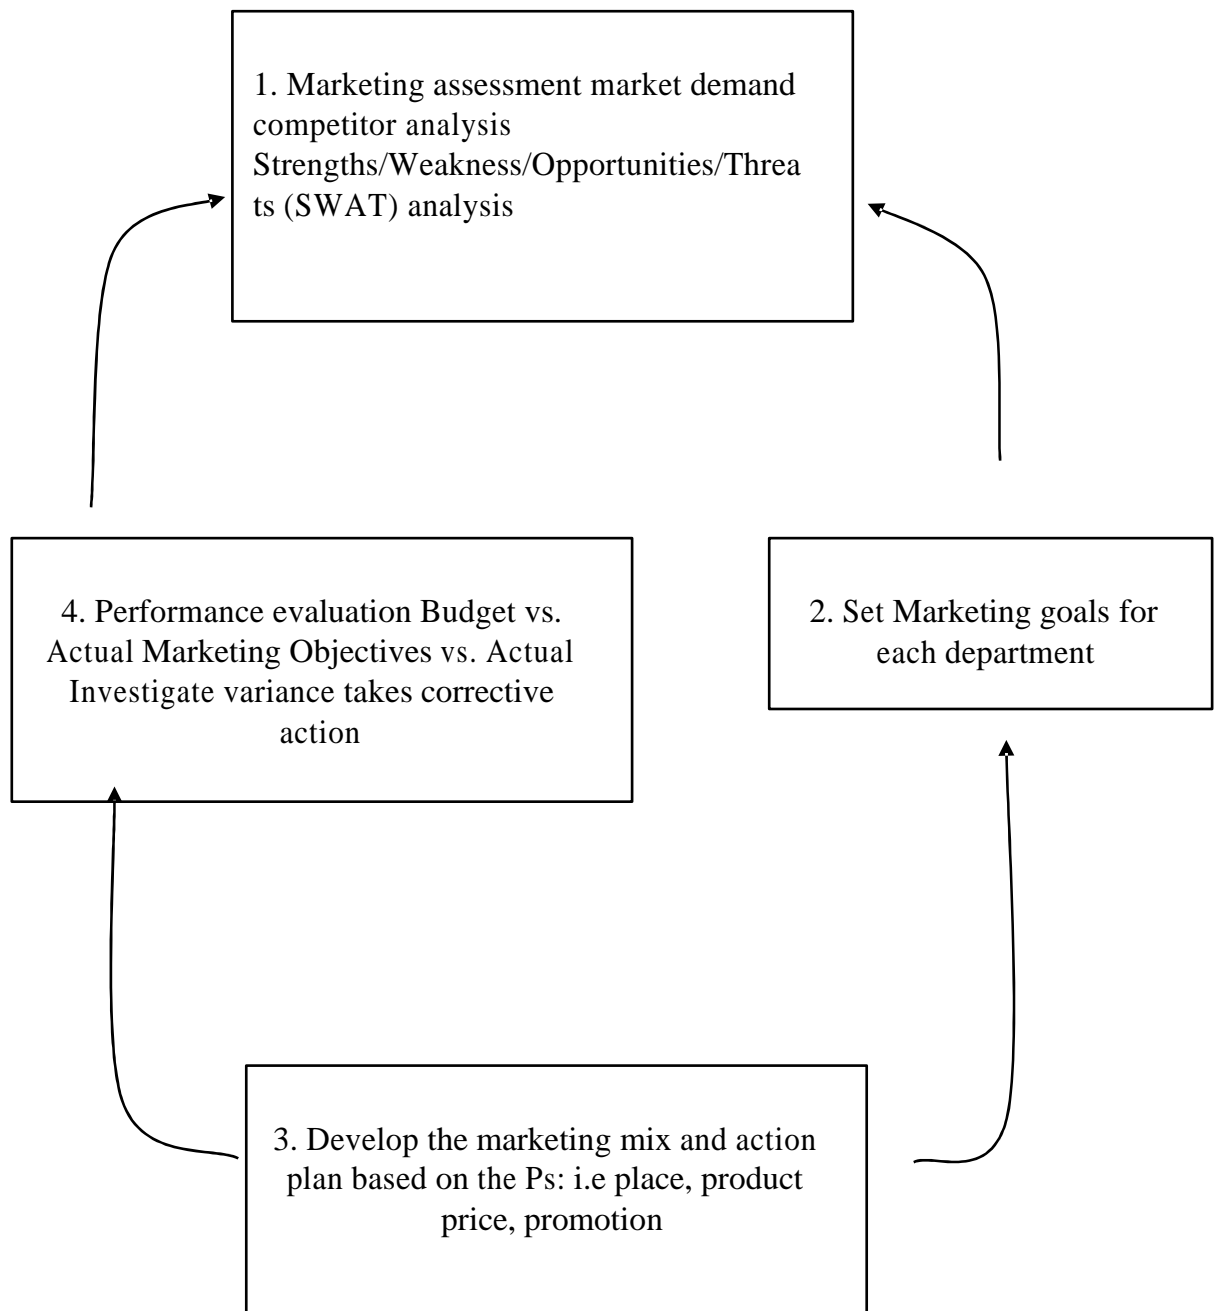 1. Marketing assessment market demand
competitor analysis
Strengths/Weakness/Opportunities/Threa
ts (SWAT) analysis
4. Performance evaluation Budget vs.
Actual Marketing Objectives vs. Actual
Investigate variance takes corrective
action
2. Set Marketing goals for
each department
3. Develop the marketing mix and action
plan based on the Ps: i.e place, product
price, promotion